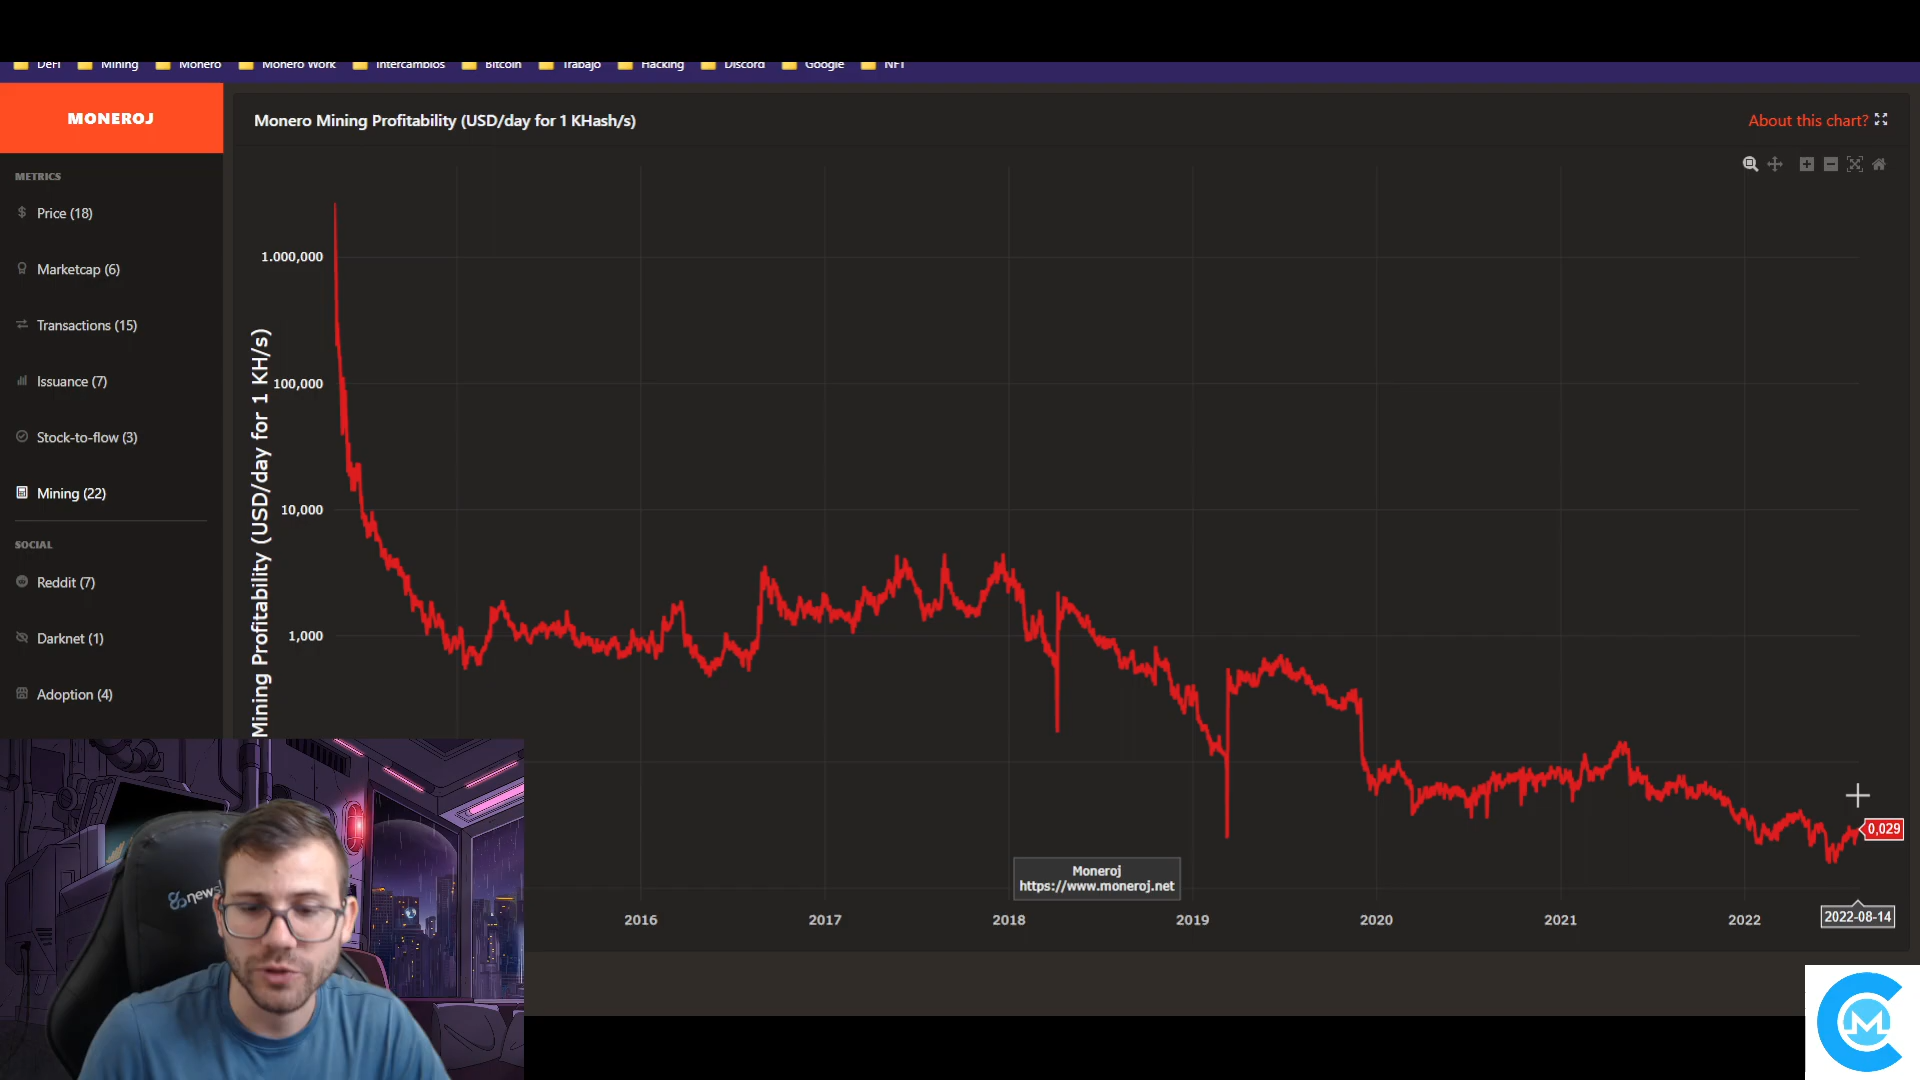 DeFi Mining Monero Monero Work Intercambios Bitcoin Trabajo Hacking Discord Google NFT
MONEROJ
METRICS
Price (18)
Marketcap (6)
Transactions (15)
Issuance (7)
Stock-to-flow (3)
Mining (22)
SOCIAL
Reddit (7)
Darknet (1)
Adoption (4)
Monero Mining Profitability (USD/day for 1 KHash/s)
About this chart?
Mining Profitability (USD/day for 1 KH/s)
1.000,000
100,000
10,000
1,000
0,029
Moneroj
https://www.moneroj.net
2016 2017 2018 2019 2020 2021 2022 2022-08-14